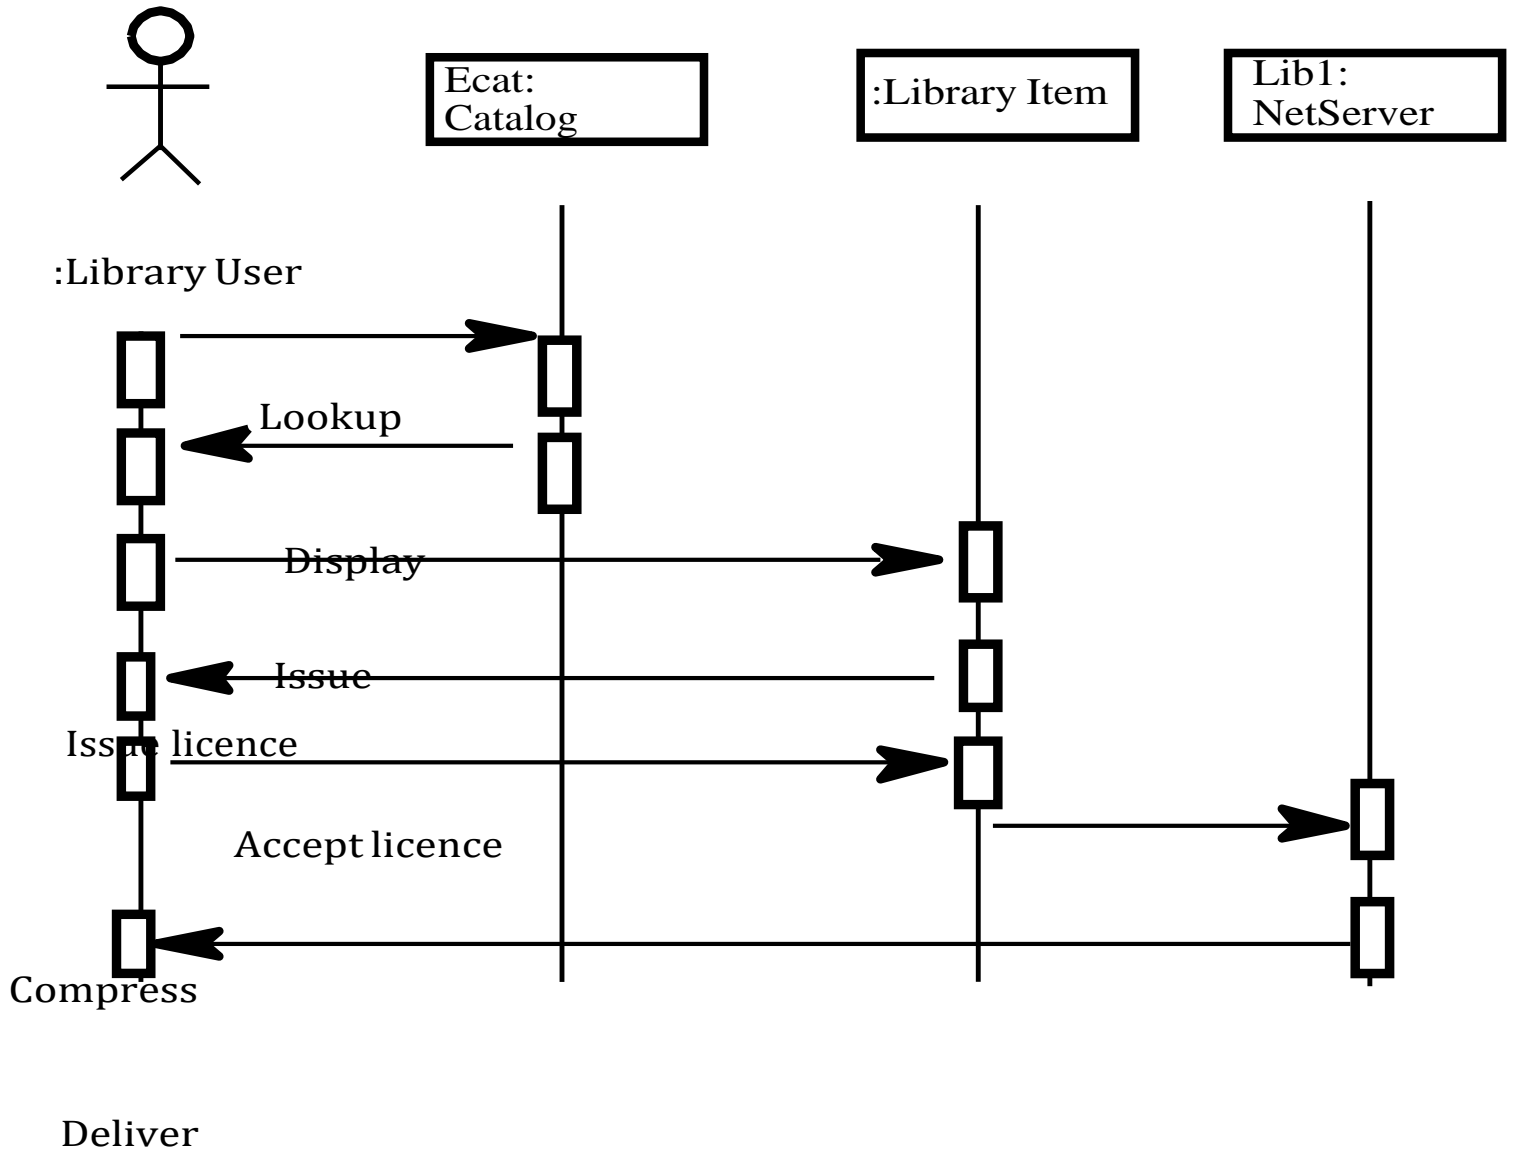 Ecat:
Catalog
:Library Item
Lib1:
NetServer
:Library User
Lookup
Display
Issue
Issue licence
Accept licence
Compress
Deliver